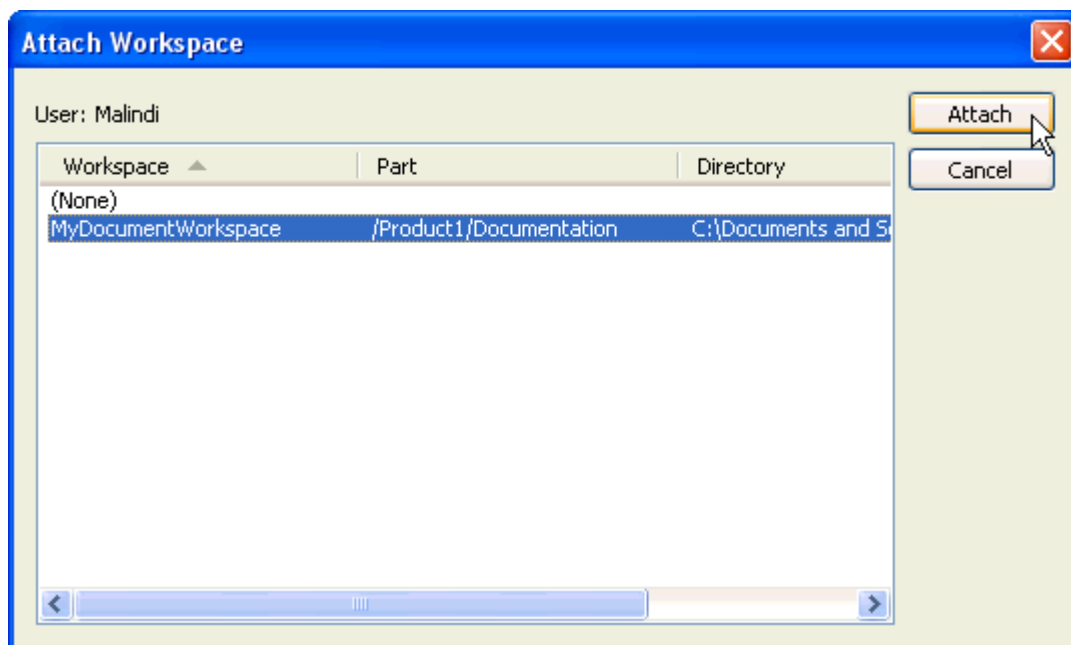 Attach Workspace
User: Malindi
Attach
Workspace Part Directory
Cancel
(None)
MyDocumentWorkspace /Product1/Documentation C:\Documents and